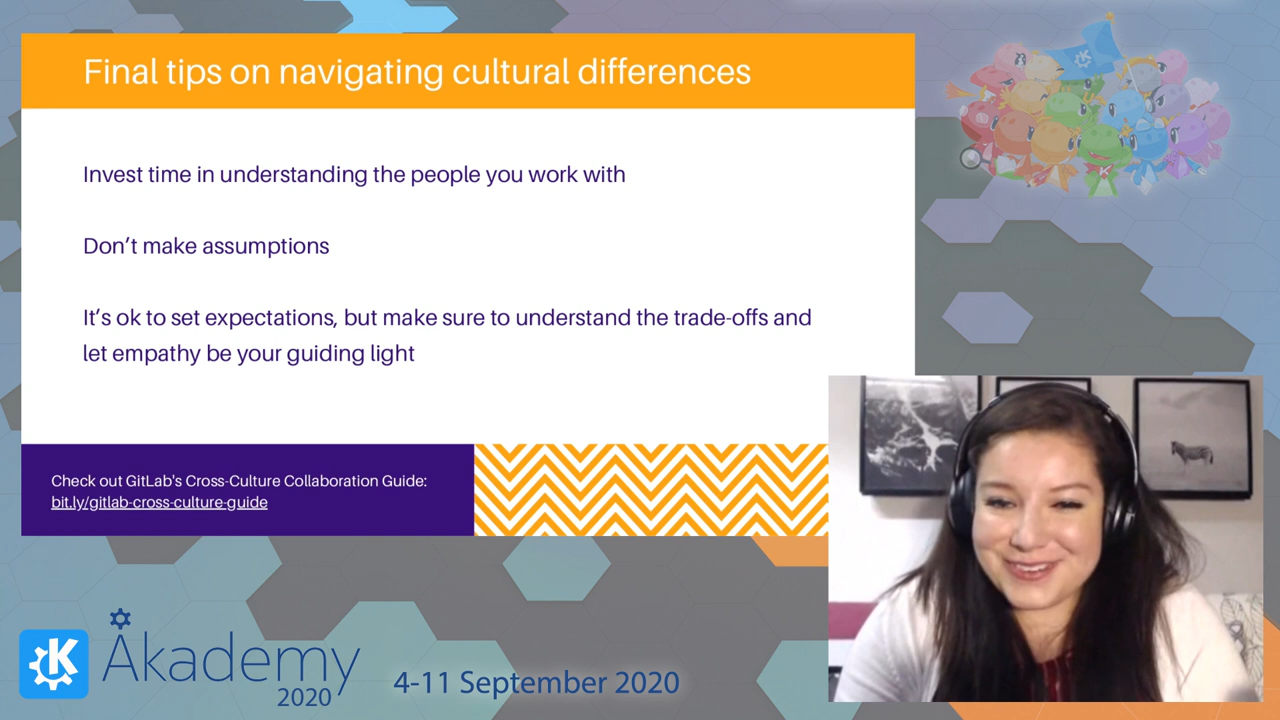 Final tips on navigating cultural differences
Invest time in understanding the people you work with
Don’t make assumptions
It’s ok to set expectations, but make sure to understand the trade-offs and
let empathy be your guiding light
Check out GitLab's Cross-Culture Collaboration Guide:
bit.ly/gitlab-cross-culture-guide
K
Akademy
2020
4-11 September 2020